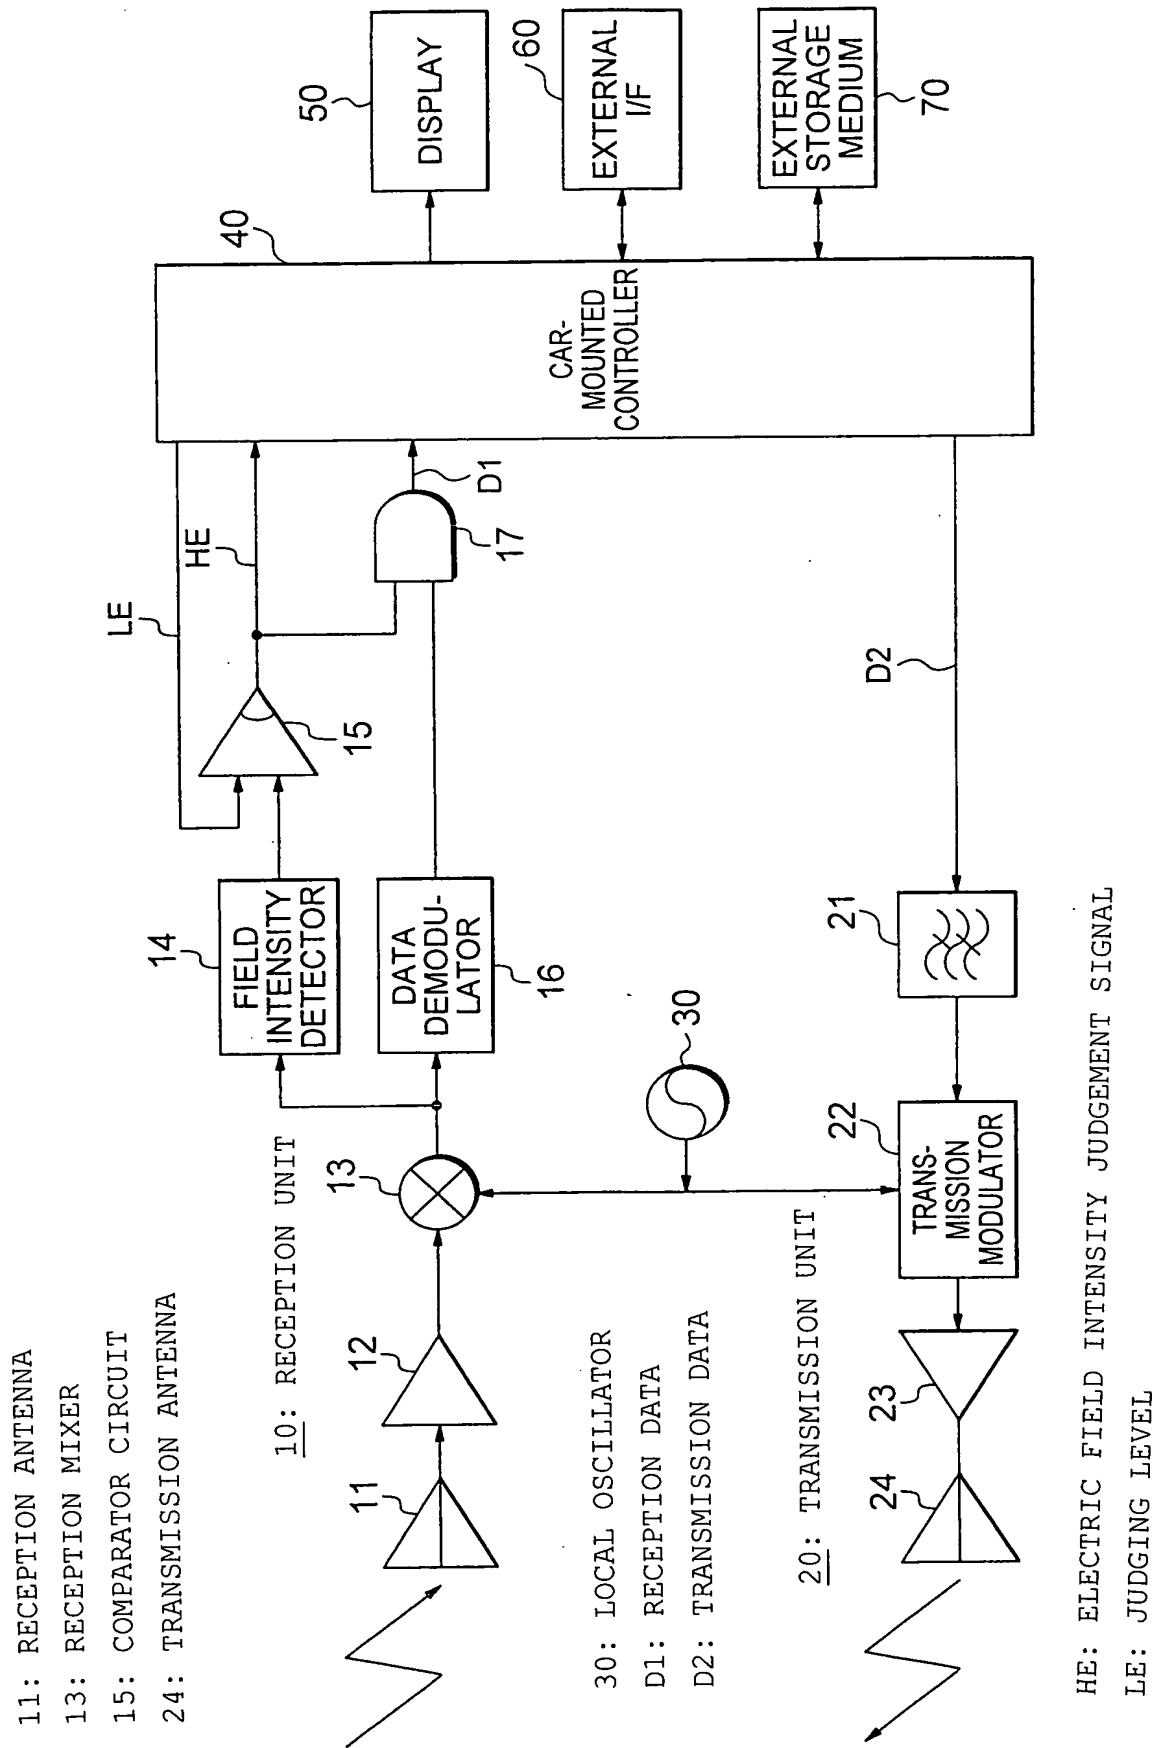 11: RECEPTION ANTENNA
13: RECEPTION MIXER
15: COMPARATOR CIRCUIT
24: TRANSMISSION ANTENNA
10: RECEPTION UNIT
11
12
13
14
FIELD
INTENSITY
DETECTOR
DATA
DEMODU-
LATOR
16
15
LE
HE
17
D1
40
CAR-
MOUNTED
CONTROLLER
50
DISPLAY
60
EXTERNAL
I/F
EXTERNAL
STORAGE
MEDIUM
70
30
30: LOCAL OSCILLATOR
D1: RECEPTION DATA
D2: TRANSMISSION DATA
20: TRANSMISSION UNIT
24
23
22
TRANS-
MISSION
MODULATOR
21
D2
HE: ELECTRIC FIELD INTENSITY JUDGEMENT SIGNAL
LE: JUDGING LEVEL